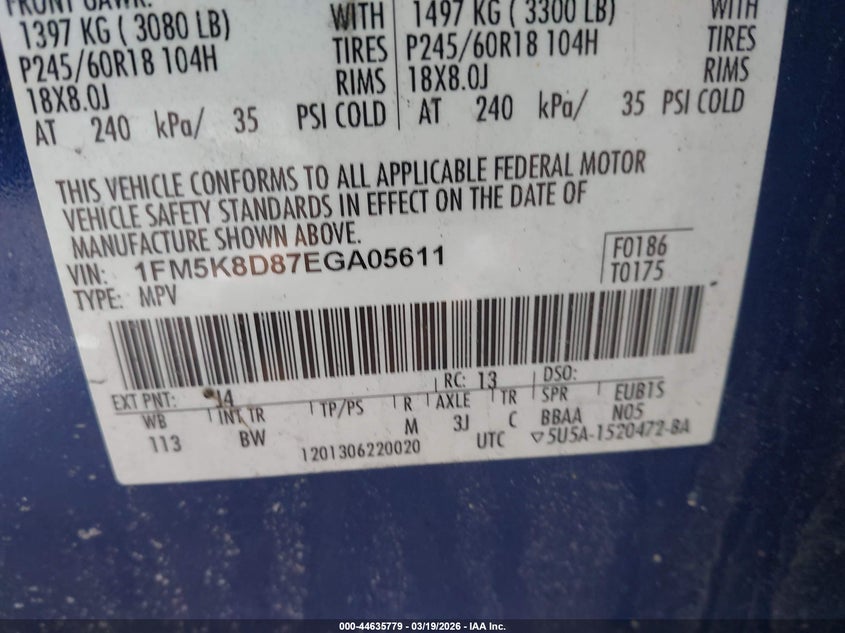 FRONT GAWR:
1397 KG ( 3080 LB) WITH
P245/60R18 104H TIRES
18X8.0J RIMS
AT 240 kPa/ 35 PSI COLD
1497 KG ( 3300 LB) WITH
P245/60R18 104H TIRES
18X8.0J RIMS
AT 240 kPa/ 35 PSI COLD
THIS VEHICLE CONFORMS TO ALL APPLICABLE FEDERAL MOTOR
VEHICLE SAFETY STANDARDS IN EFFECT ON THE DATE OF
MANUFACTURE SHOWN ABOVE.
VIN: 1FM5K8D87EGA05611
TYPE: MPV
F0186
T0175
EXT PNT: J4 RC: 13 DSO:
WB INT TR TP/PS R AXLE TR SPR EUB1S
113 BW M 3J C BBAA N05
1201306220020 UTC ▽5U5A-1520472-BA
000-44635779 — 03/19/2026 — IAA Inc.